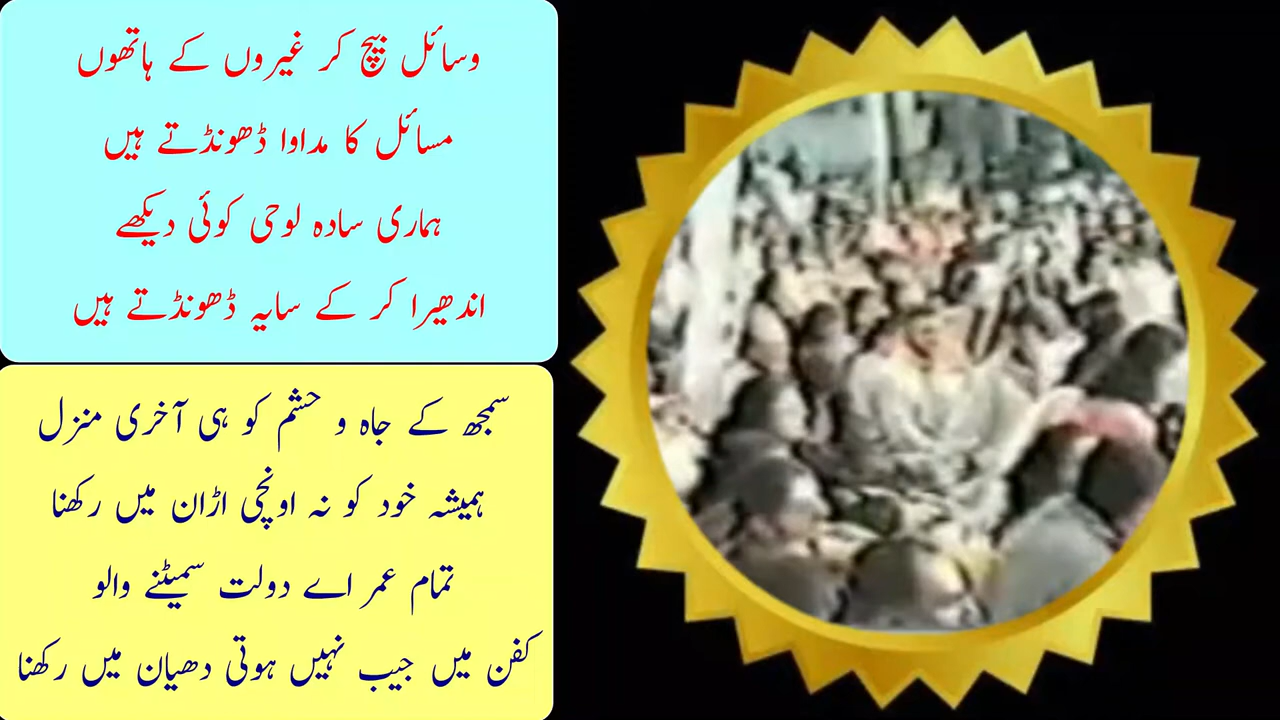 وسائل بیچ کر غیروں کے ہاتھوں
مسائل کا مداوا ڈھونڈتے ہیں
ہماری سادہ لوحی کوئی دیکھے
اندھیرا کر کے سایہ ڈھونڈتے ہیں
سمجھ کے جاہ و حشم کو ہی آخری منزل
ہمیشہ خود کو نہ اونچی اڑان میں رکھنا
تمام عمر اے دولت سمیٹنے والو
کفن میں جیب نہیں ہوتی دھیان میں رکھنا